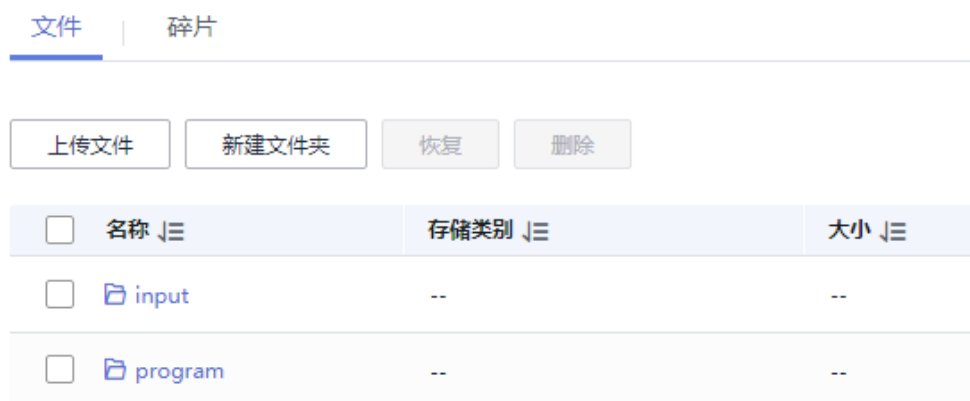 文件 碎片
上传文件 新建文件夹 恢复 删除
名称 存储类别 大小
input -- --
program -- --